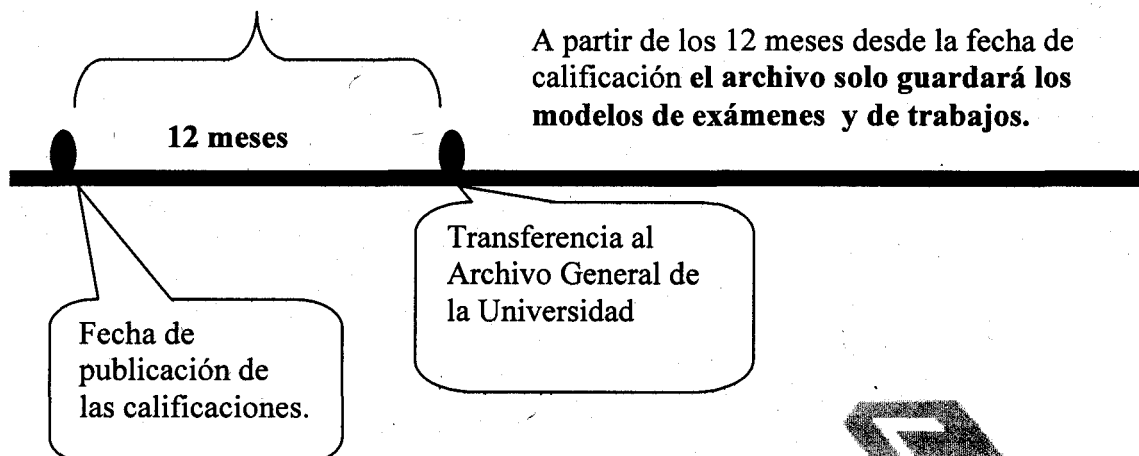 A partir de los 12 meses desde la fecha de
calificación el archivo solo guardará los
modelos de exámenes y de trabajos.
12 meses
Transferencia al
Archivo General de
la Universidad
Fecha de
publicación de
las calificaciones.